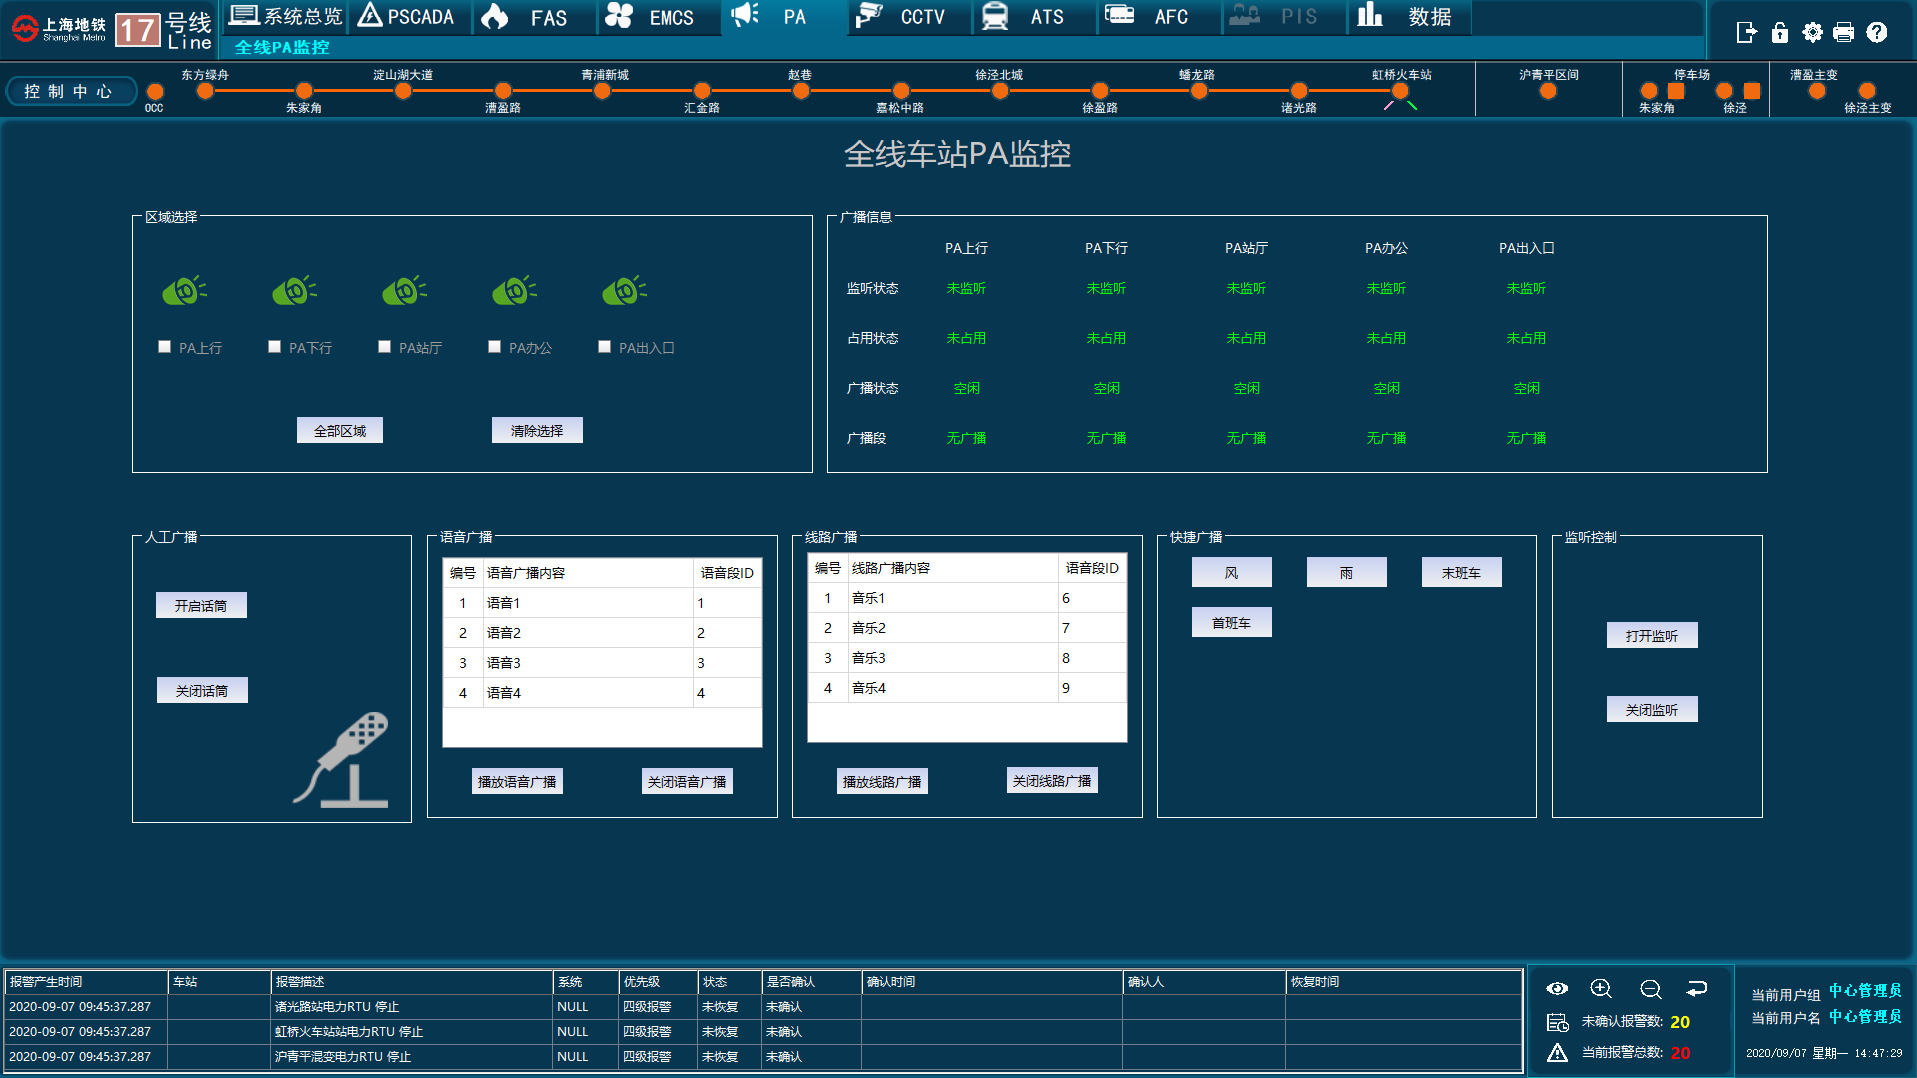 上海地铁
Shanghai Metro
17
号线
Line
系统总览 PSCADA FAS EMCS PA CCTV ATS AFC PIS 数据
全线PA监控
控制中心
东方绿舟 淀山湖大道 青浦新城 赵巷 徐泾北城 蟠龙路 虹桥火车站 沪青平区间 停车场 漕盈主变
OCC 朱家角 漕盈路 汇金路 嘉松中路 徐盈路 诸光路 朱家角 徐泾 徐泾主变
全线车站PA监控
区域选择
PA上行 PA下行 PA站厅 PA办公 PA出入口
全部区域 清除选择
广播信息
PA上行 PA下行 PA站厅 PA办公 PA出入口
监听状态 未监听 未监听 未监听 未监听 未监听
占用状态 未占用 未占用 未占用 未占用 未占用
广播状态 空闲 空闲 空闲 空闲 空闲
广播段 无广播 无广播 无广播 无广播 无广播
人工广播
开启话筒
关闭话筒
语音广播
编号 语音广播内容 语音段ID
1 语音1 1
2 语音2 2
3 语音3 3
4 语音4 4
播放语音广播 关闭语音广播
线路广播
编号 线路广播内容 语音段ID
1 音乐1 6
2 音乐2 7
3 音乐3 8
4 音乐4 9
播放线路广播 关闭线路广播
快捷广播
风 雨 末班车
首班车
监听控制
打开监听
关闭监听
报警产生时间 车站 报警描述 系统 优先级 状态 是否确认 确认时间 确认人 恢复时间
2020-09-07 09:45:37.287 诸光路站电力RTU 停止 NULL 四级报警 未恢复 未确认
2020-09-07 09:45:37.287 虹桥火车站站电力RTU 停止 NULL 四级报警 未恢复 未确认
2020-09-07 09:45:37.287 沪青平混变电力RTU 停止 NULL 四级报警 未恢复 未确认
未确认报警数: 20
当前报警总数: 20
当前用户组 中心管理员
当前用户名 中心管理员
2020/09/07 星期一 14:47:29